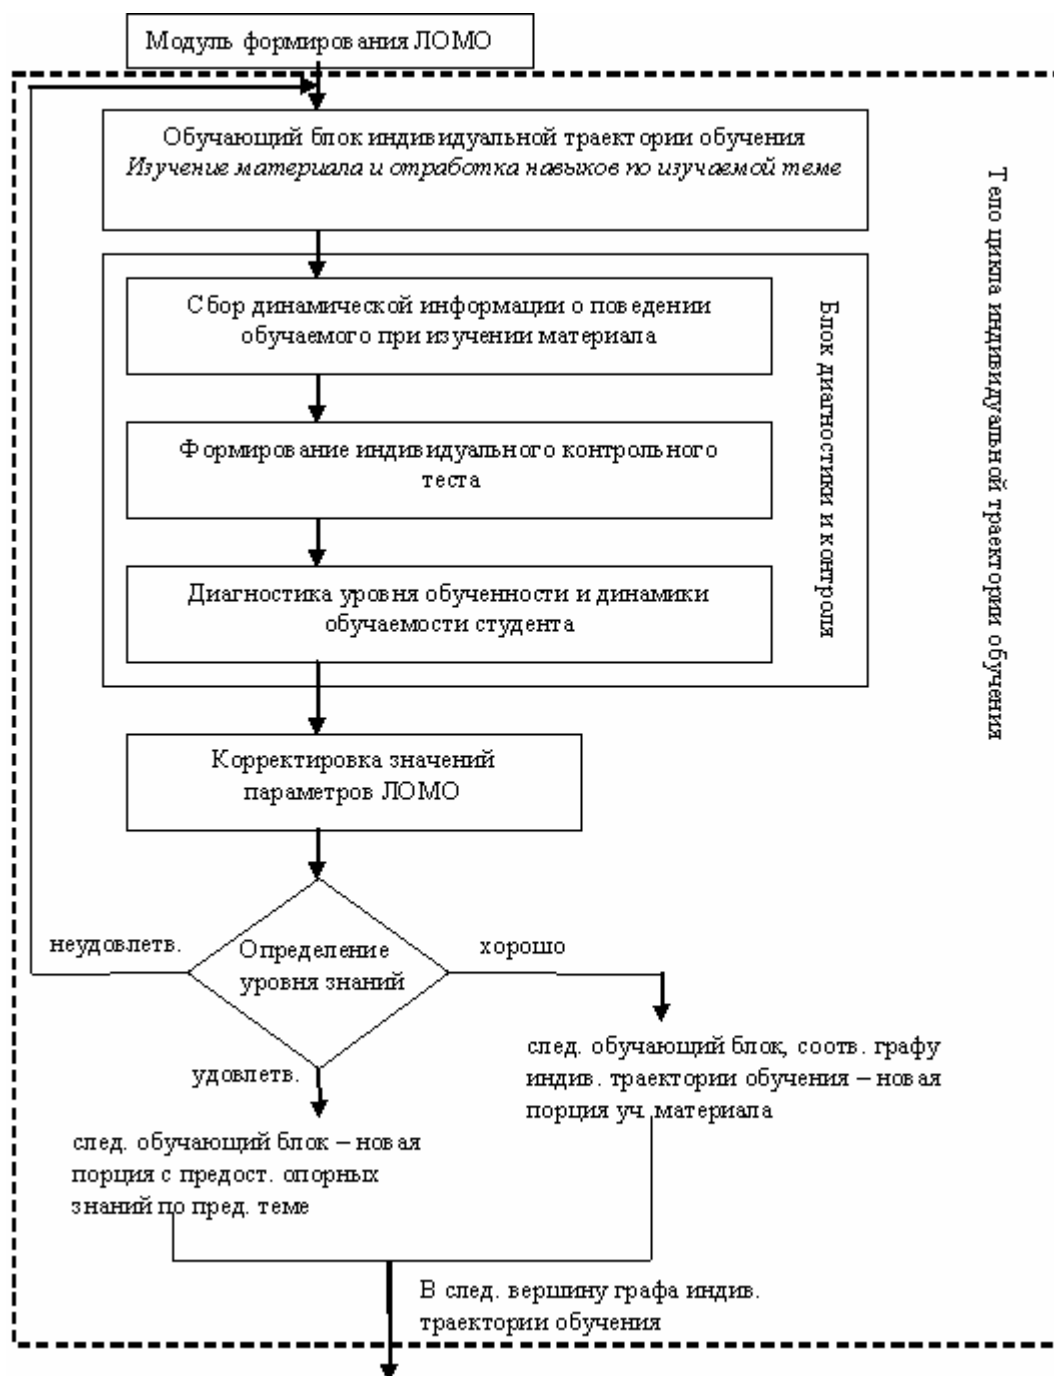 Модуль формирования ЛОМО
Обучающий блок индивидуальной траектории обучения
Изучение материала и отработка навыков по изучаемой теме
Сбор динамической информации о поведении
обучаемого при изучении материала
Формирование индивидуального контрольного
теста
Диагностика уровня обученности и динамики
обучаемости студента
Блок диагностики и контроля
Тело цикла индивидуальной траектории обучения
Корректировка значений
параметров ЛОМО
Определение
уровня знаний
неудовлетв.
хорошо
удовлетв.
след. обучающий блок, соотв. графу
индив. траектории обучения – новая
порция уч. материала
след. обучающий блок – новая
порция с предост. опорных
знаний по пред. теме
В след. вершину графа индив.
траектории обучения